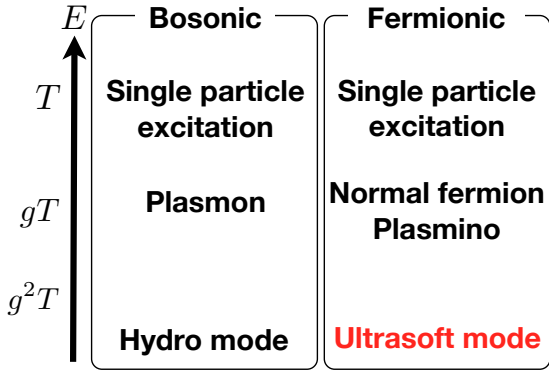 E
Bosonic
Fermionic
T
Single particle
excitation
Single particle
excitation
gT
Plasmon
Normal fermion
Plasmino
g²T
Hydro mode
Ultrasoft mode